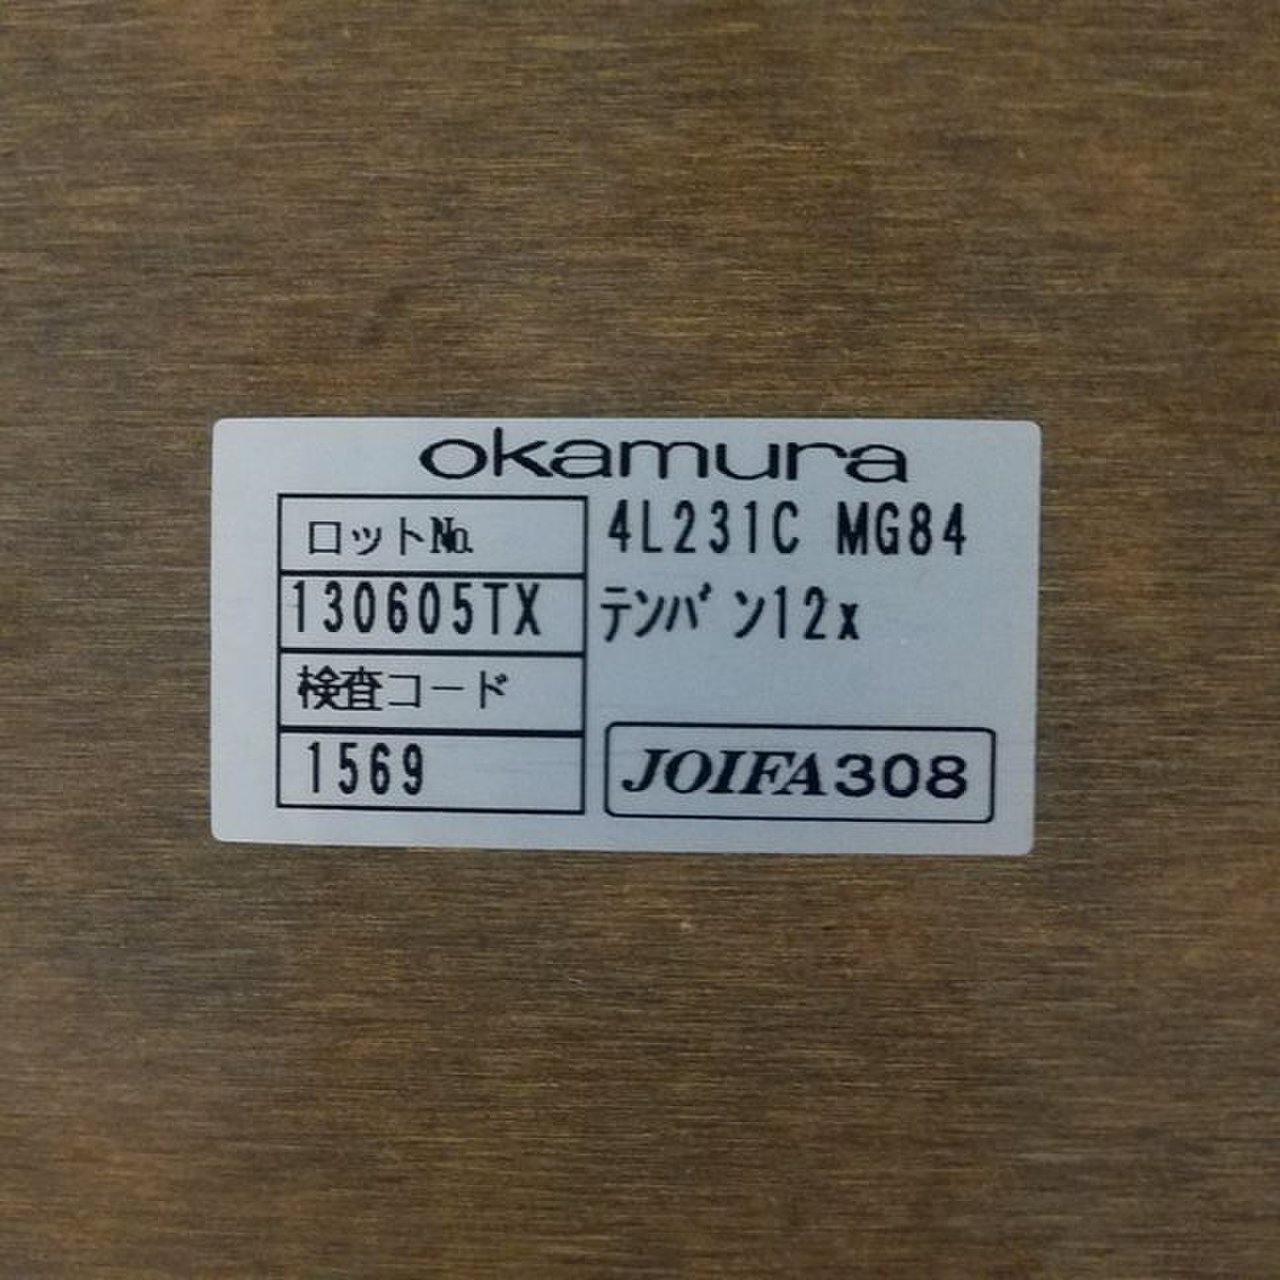 okamura
ロットNo.
130605TX
検査コード
1569
4L231C MG84
テンバン12x
JOIFA308